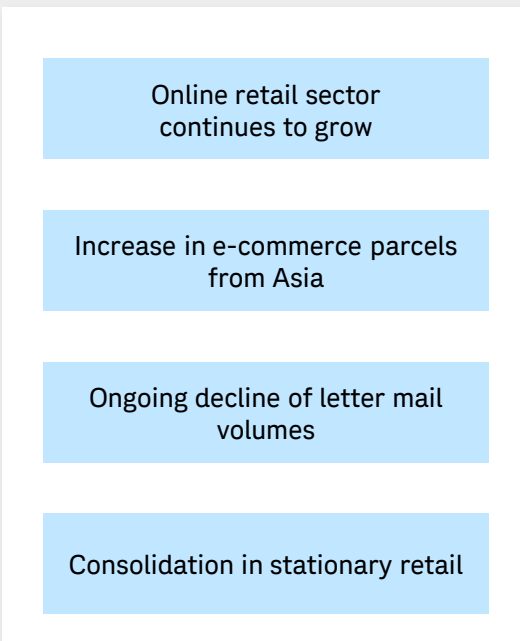 Online retail sector
continues to grow
Increase in e-commerce parcels
from Asia
Ongoing decline of letter mail
volumes
Consolidation in stationary retail